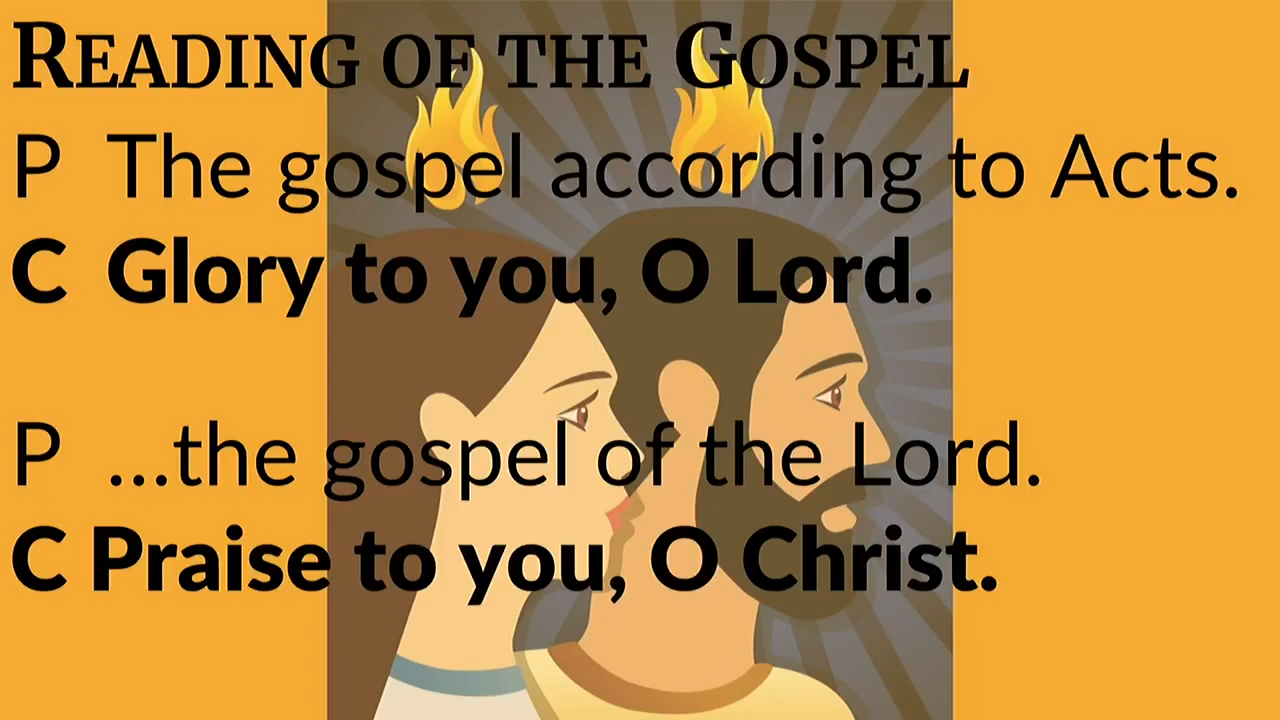 READING OF THE GOSPEL
P The gospel according to Acts.
C Glory to you, O Lord.
P ...the gospel of the Lord.
C Praise to you, O Christ.